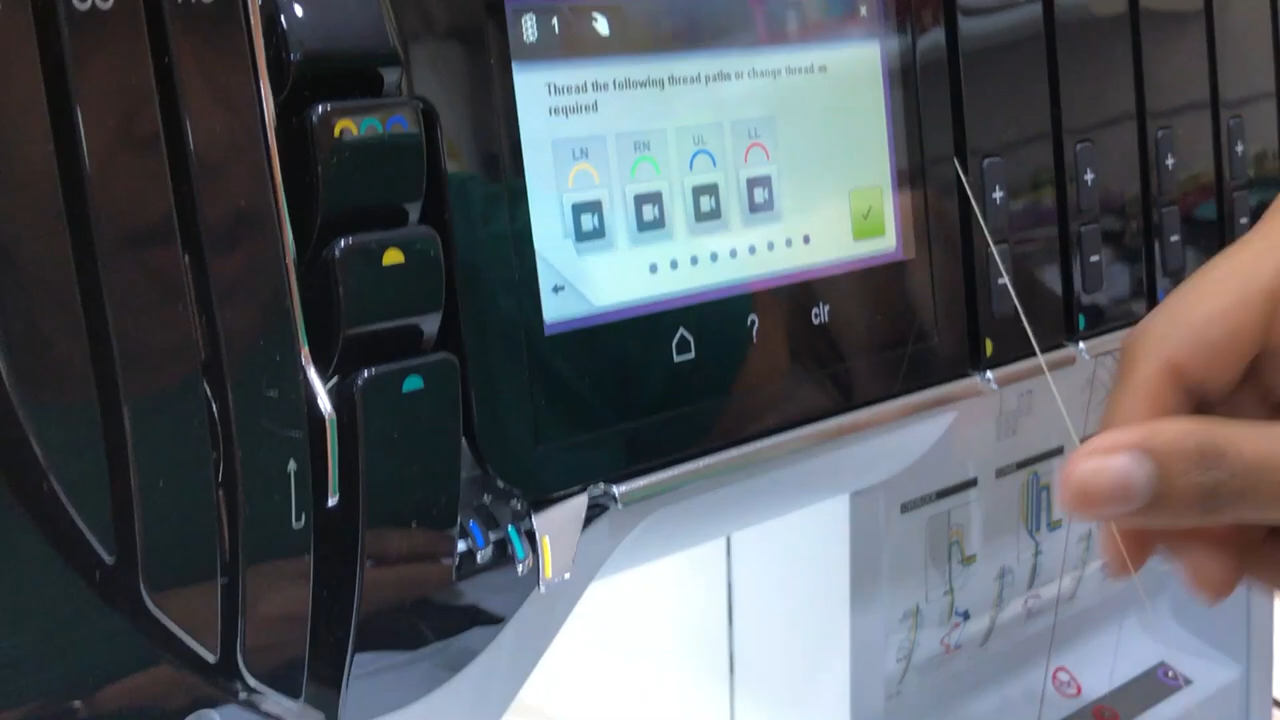 1
Thread the following thread paths or change thread as
required
LN RN UL LL
? clr
+ + + +
- - - -